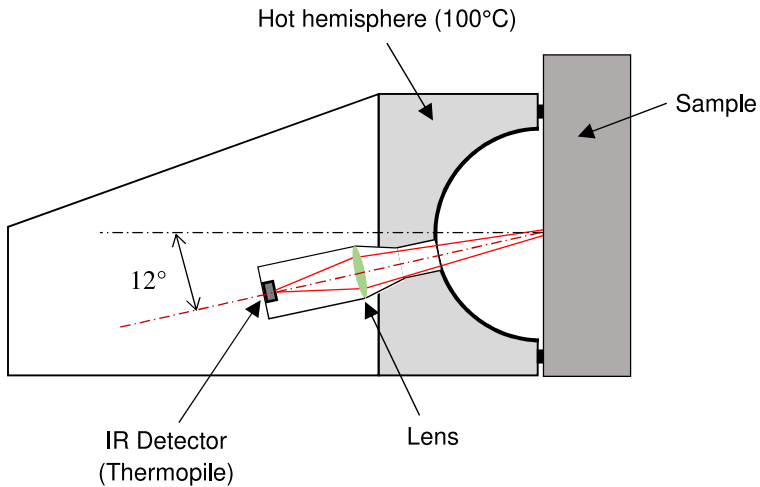 Hot hemisphere (100°C)
Sample
12°
IR Detector
(Thermopile)
Lens